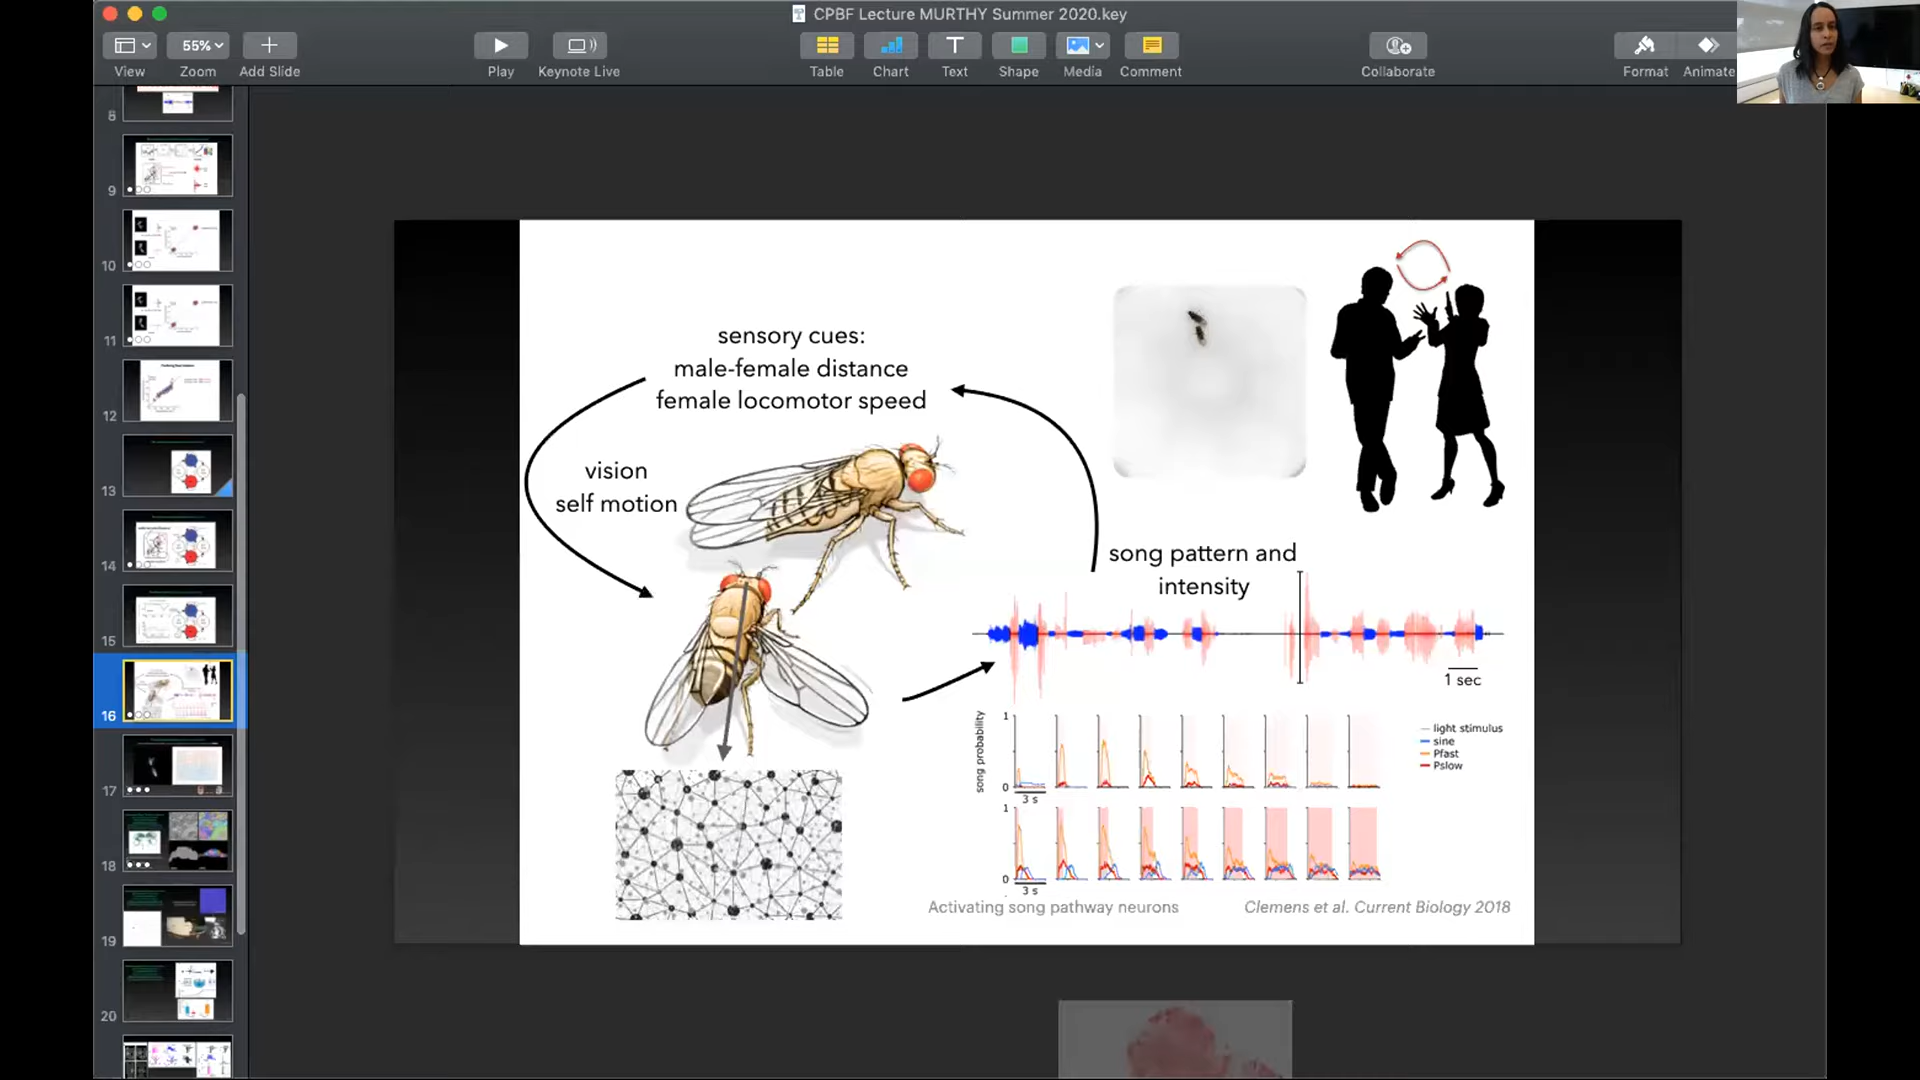 CPBF Lecture MURTHY Summer 2020.key
55%
View
Zoom
Add Slide
Play
Keynote Live
Table
Chart
Text
Shape
Media
Comment
Collaborate
Format
Animate
8
9
10
11
12
13
14
15
16
17
18
19
20
sensory cues:
male-female distance
female locomotor speed
vision
self motion
song pattern and
intensity
1 sec
song probability
1
0
3 s
1
0
3 s
light stimulus
sine
Pfast
Pslow
Activating song pathway neurons
Clemens et al. Current Biology 2018